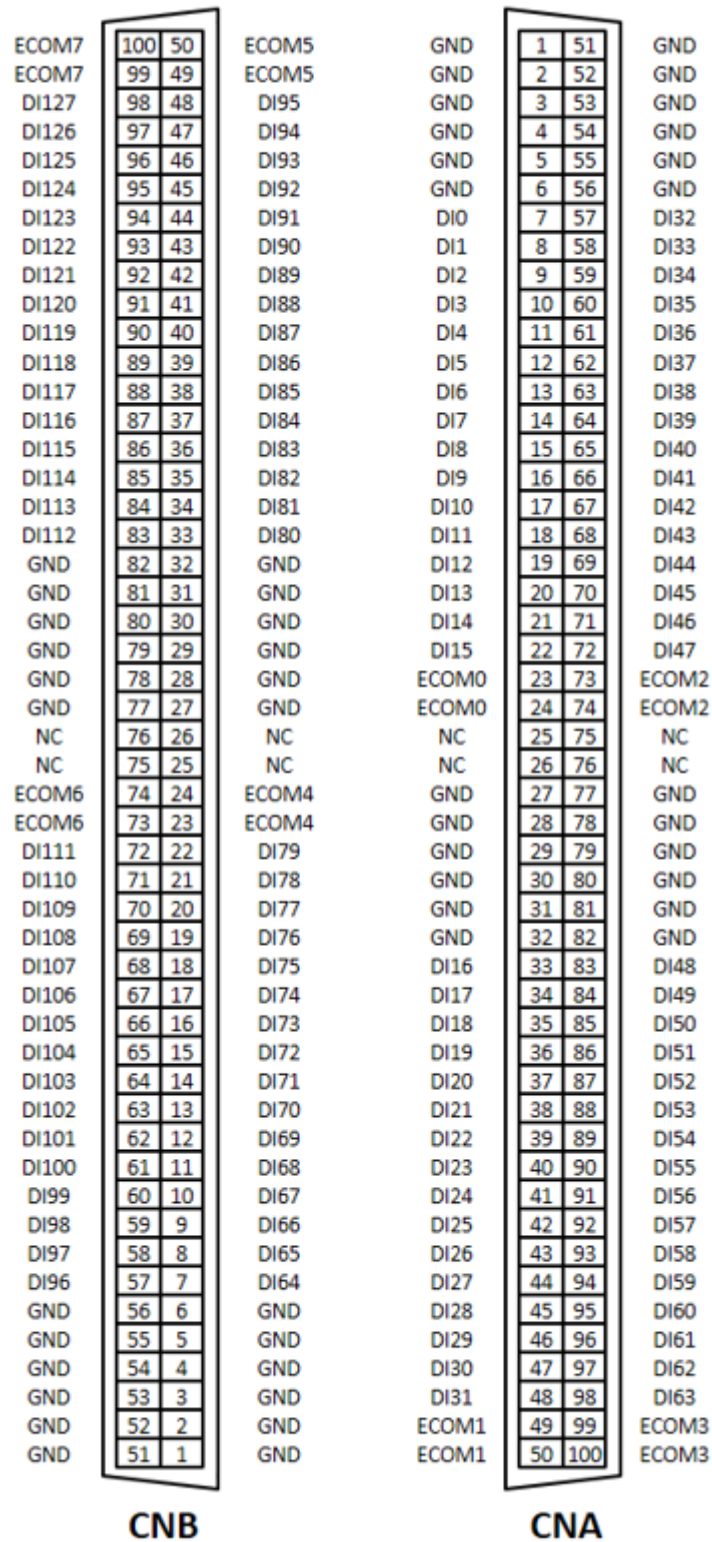 ECOM7 100 50 ECOM5 GND 1 51 GND
ECOM7 99 49 ECOM5 GND 2 52 GND
DI127 98 48 DI95 GND 3 53 GND
DI126 97 47 DI94 GND 4 54 GND
DI125 96 46 DI93 GND 5 55 GND
DI124 95 45 DI92 GND 6 56 GND
DI123 94 44 DI91 DI0 7 57 DI32
DI122 93 43 DI90 DI1 8 58 DI33
DI121 92 42 DI89 DI2 9 59 DI34
DI120 91 41 DI88 DI3 10 60 DI35
DI119 90 40 DI87 DI4 11 61 DI36
DI118 89 39 DI86 DI5 12 62 DI37
DI117 88 38 DI85 DI6 13 63 DI38
DI116 87 37 DI84 DI7 14 64 DI39
DI115 86 36 DI83 DI8 15 65 DI40
DI114 85 35 DI82 DI9 16 66 DI41
DI113 84 34 DI81 DI10 17 67 DI42
DI112 83 33 DI80 DI11 18 68 DI43
GND 82 32 GND DI12 19 69 DI44
GND 81 31 GND DI13 20 70 DI45
GND 80 30 GND DI14 21 71 DI46
GND 79 29 GND DI15 22 72 DI47
GND 78 28 GND ECOM0 23 73 ECOM2
GND 77 27 GND ECOM0 24 74 ECOM2
NC 76 26 NC NC 25 75 NC
NC 75 25 NC NC 26 76 NC
ECOM6 74 24 ECOM4 GND 27 77 GND
ECOM6 73 23 ECOM4 GND 28 78 GND
DI111 72 22 DI79 GND 29 79 GND
DI110 71 21 DI78 GND 30 80 GND
DI109 70 20 DI77 GND 31 81 GND
DI108 69 19 DI76 GND 32 82 GND
DI107 68 18 DI75 DI16 33 83 DI48
DI106 67 17 DI74 DI17 34 84 DI49
DI105 66 16 DI73 DI18 35 85 DI50
DI104 65 15 DI72 DI19 36 86 DI51
DI103 64 14 DI71 DI20 37 87 DI52
DI102 63 13 DI70 DI21 38 88 DI53
DI101 62 12 DI69 DI22 39 89 DI54
DI100 61 11 DI68 DI23 40 90 DI55
DI99 60 10 DI67 DI24 41 91 DI56
DI98 59 9 DI66 DI25 42 92 DI57
DI97 58 8 DI65 DI26 43 93 DI58
DI96 57 7 DI64 DI27 44 94 DI59
GND 56 6 GND DI28 45 95 DI60
GND 55 5 GND DI29 46 96 DI61
GND 54 4 GND DI30 47 97 DI62
GND 53 3 GND DI31 48 98 DI63
GND 52 2 GND ECOM1 49 99 ECOM3
GND 51 1 GND ECOM1 50 100 ECOM3
CNB CNA